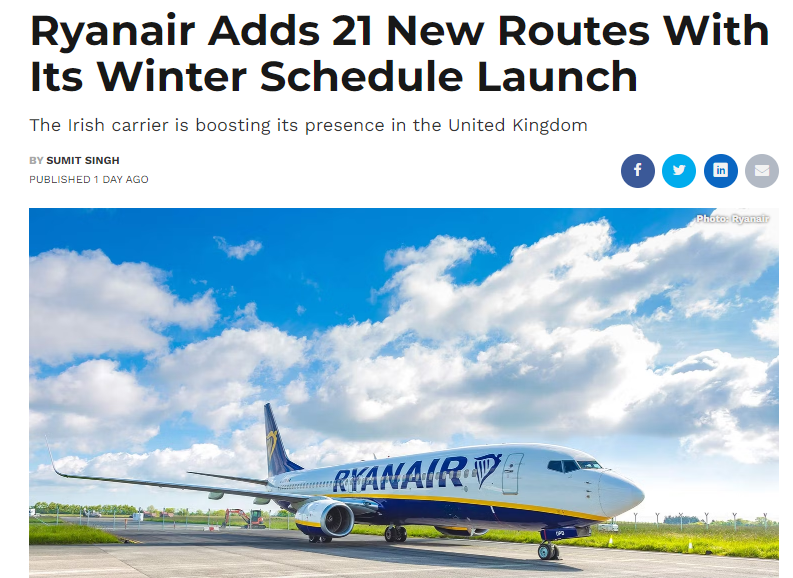 Ryanair Adds 21 New Routes With
Its Winter Schedule Launch
The Irish carrier is boosting its presence in the United Kingdom
BY SUMIT SINGH
PUBLISHED 1 DAY AGO
f
in
Photo: Ryanair
RYANAIR